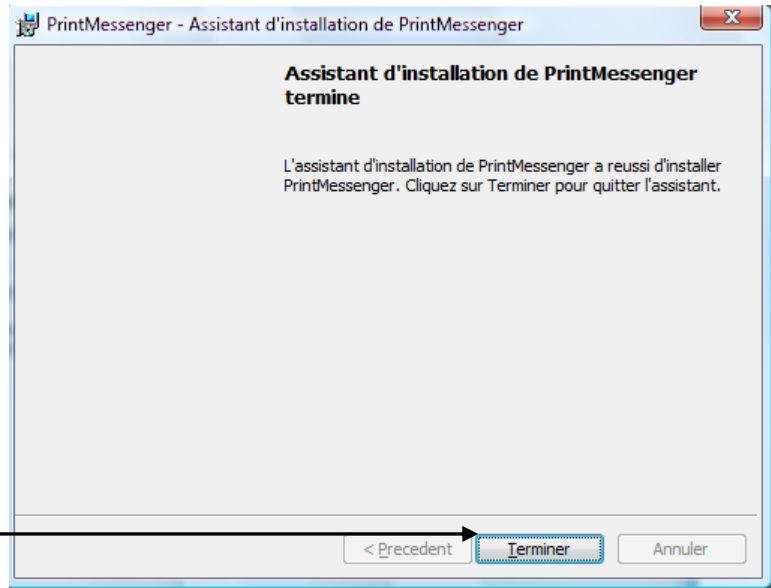 PrintMessenger - Assistant d'installation de PrintMessenger
Assistant d'installation de PrintMessenger
termine
L'assistant d'installation de PrintMessenger a reussi d'installer
PrintMessenger. Cliquez sur Terminer pour quitter l'assistant.
< Precedent Terminer Annuler